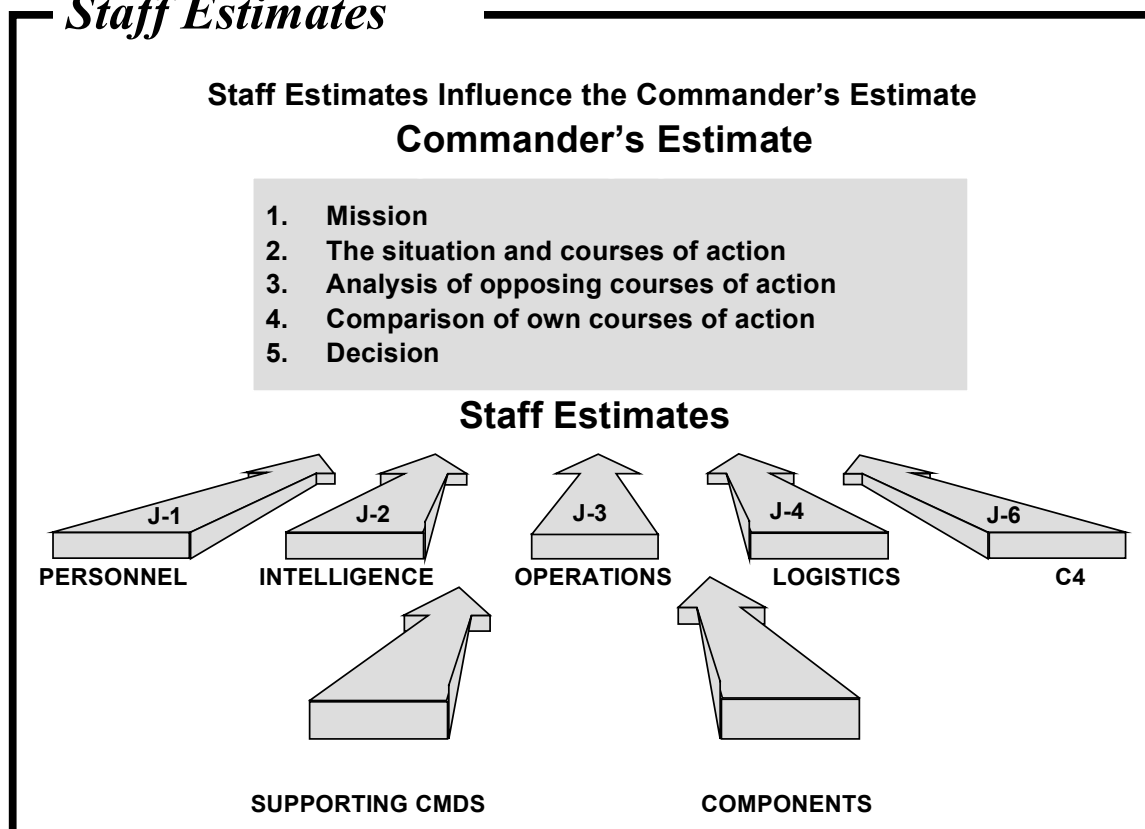 Staff Estimates
Staff Estimates Influence the Commander’s Estimate
Commander’s Estimate
1. Mission
2. The situation and courses of action
3. Analysis of opposing courses of action
4. Comparison of own courses of action
5. Decision
Staff Estimates
J-1 J-2 J-3 J-4 J-6
PERSONNEL INTELLIGENCE OPERATIONS LOGISTICS C4
SUPPORTING CMDS COMPONENTS